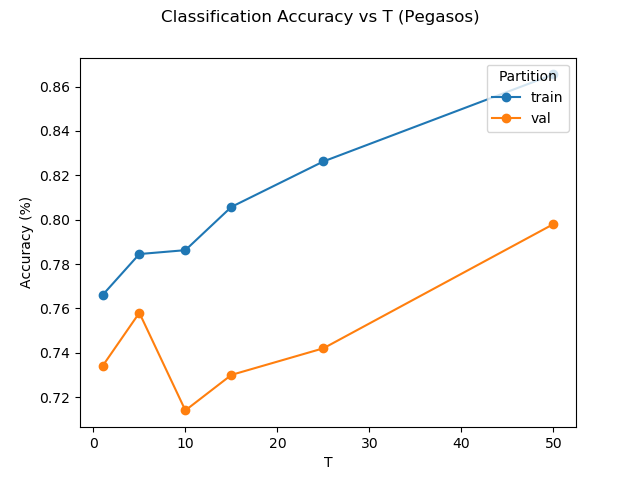 Classification Accuracy vs T (Pegasos)
Partition
train
val
Accuracy (%)
0.86
0.84
0.82
0.80
0.78
0.76
0.74
0.72
0 10 20 30 40 50
T